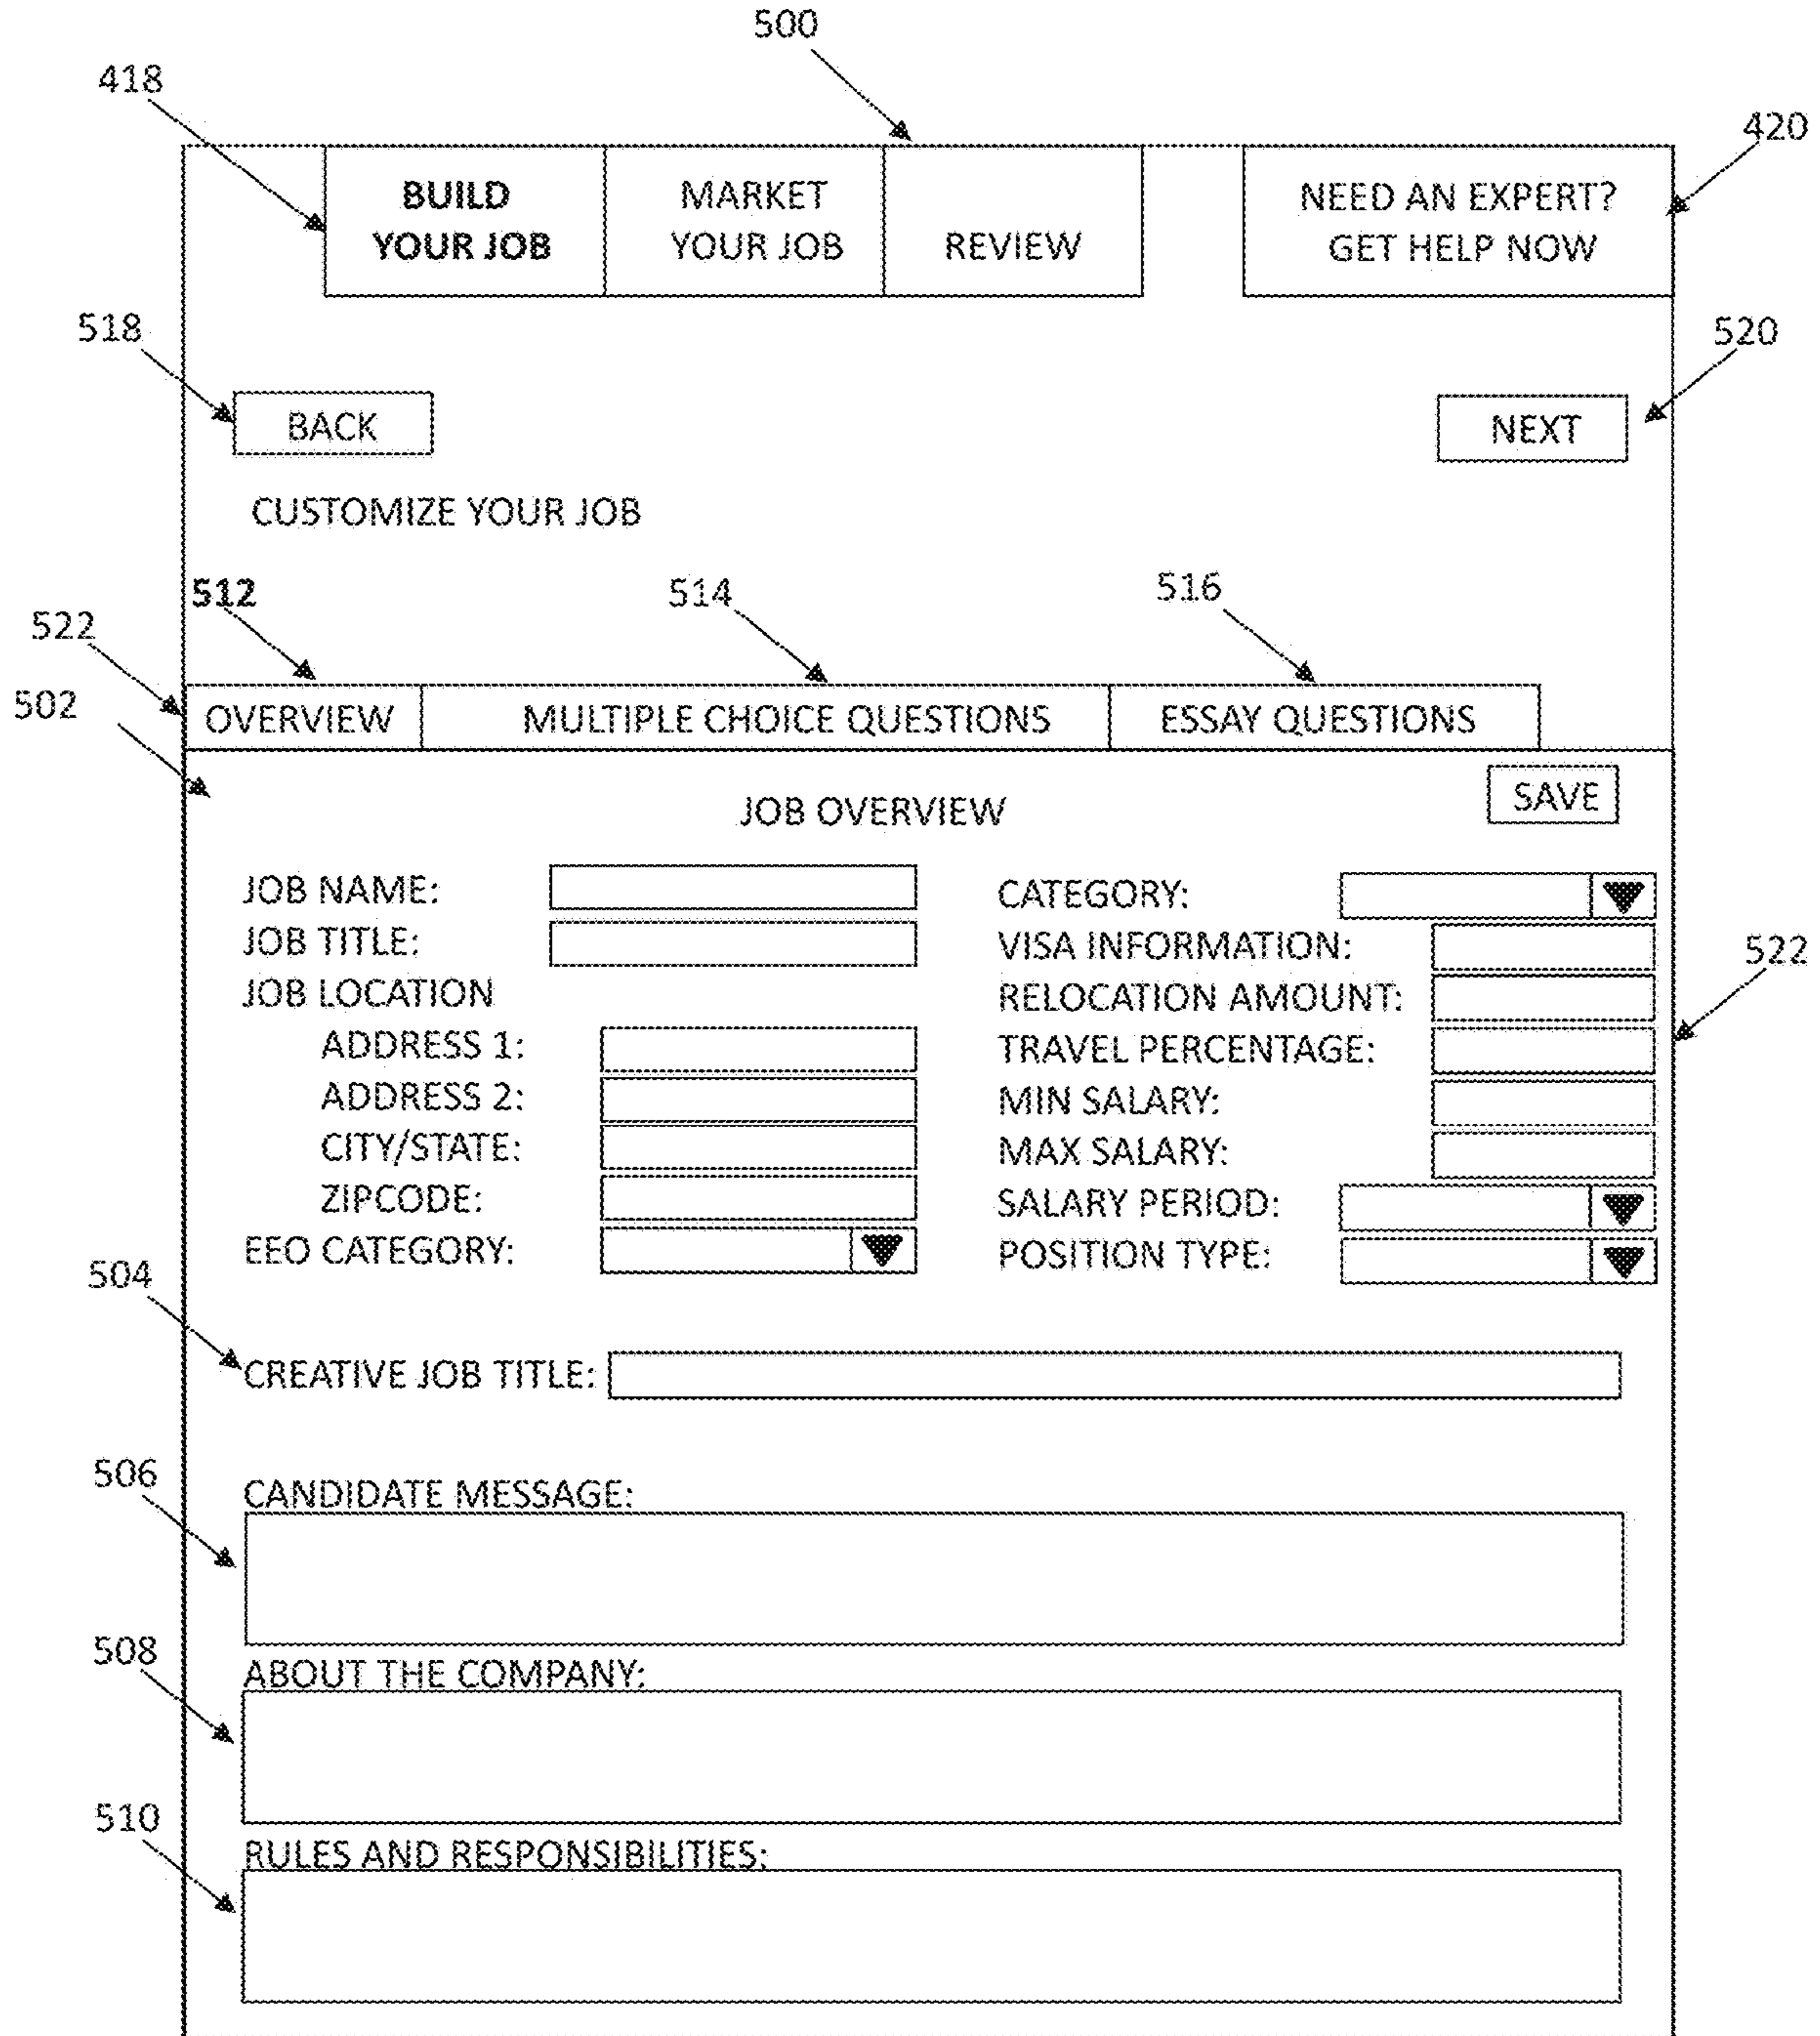 500
418
420
BUILD
YOUR JOB
MARKET
YOUR JOB
REVIEW
NEED AN EXPERT?
GET HELP NOW
518
520
BACK
NEXT
CUSTOMIZE YOUR JOB
512
514
516
522
502
OVERVIEW
MULTIPLE CHOICE QUESTIONS
ESSAY QUESTIONS
JOB OVERVIEW
SAVE
JOB NAME:
JOB TITLE:
JOB LOCATION
ADDRESS 1:
ADDRESS 2:
CITY/STATE:
ZIPCODE:
EEO CATEGORY:
CATEGORY:
VISA INFORMATION:
RELOCATION AMOUNT:
TRAVEL PERCENTAGE:
MIN SALARY:
MAX SALARY:
SALARY PERIOD:
POSITION TYPE:
522
504
CREATIVE JOB TITLE:
506
CANDIDATE MESSAGE:
508
ABOUT THE COMPANY:
510
RULES AND RESPONSIBILITIES: